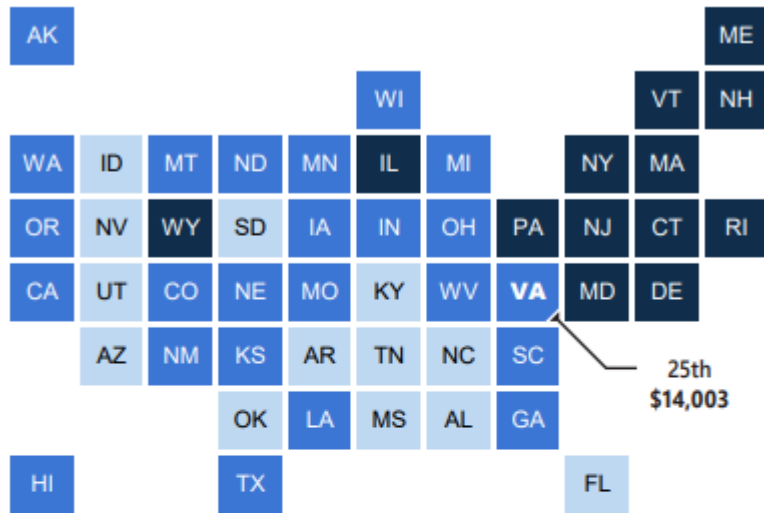 AK ME
WI VT NH
WA ID MT ND MN IL MI NY MA
OR NV WY SD IA IN OH PA NJ CT RI
CA UT CO NE MO KY WV VA MD DE
AZ NM KS AR TN NC SC
25th
$14,003
OK LA MS AL GA
HI TX FL